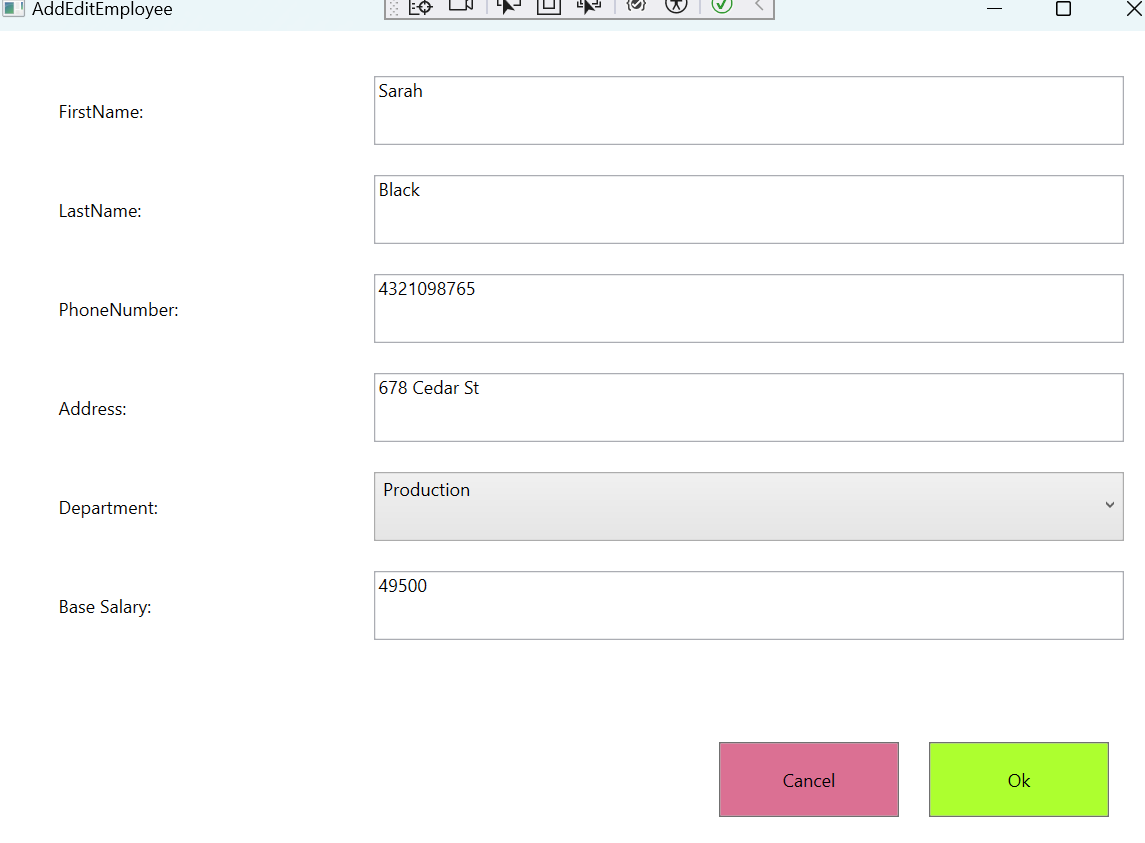 AddEditEmployee
FirstName: Sarah
LastName: Black
PhoneNumber: 4321098765
Address: 678 Cedar St
Department: Production
Base Salary: 49500
Cancel Ok